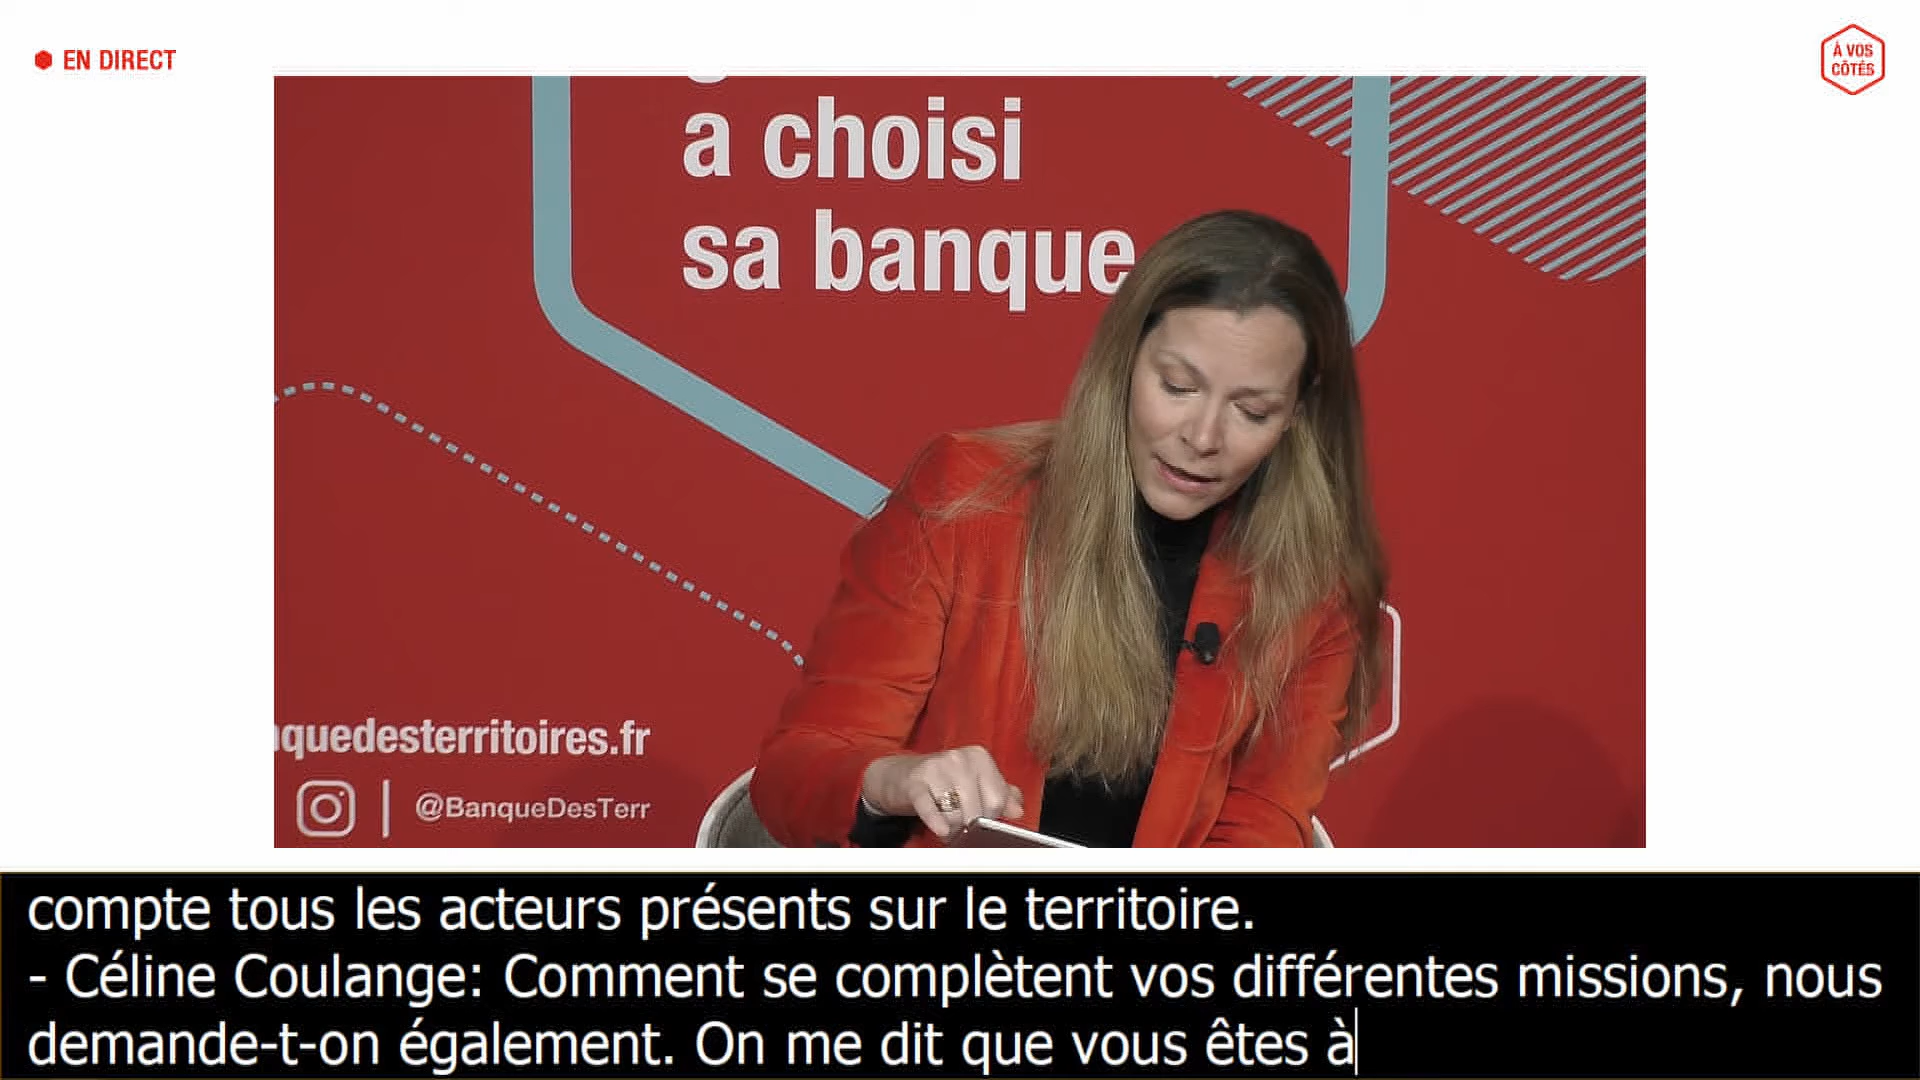 EN DIRECT
À VOS
CÔTÉS
a choisi
sa banque
quedesterritoires.fr
@BanqueDesTerr
compte tous les acteurs présents sur le territoire.
- Céline Coulange: Comment se complètent vos différentes missions, nous
demande-t-on également. On me dit que vous êtes à